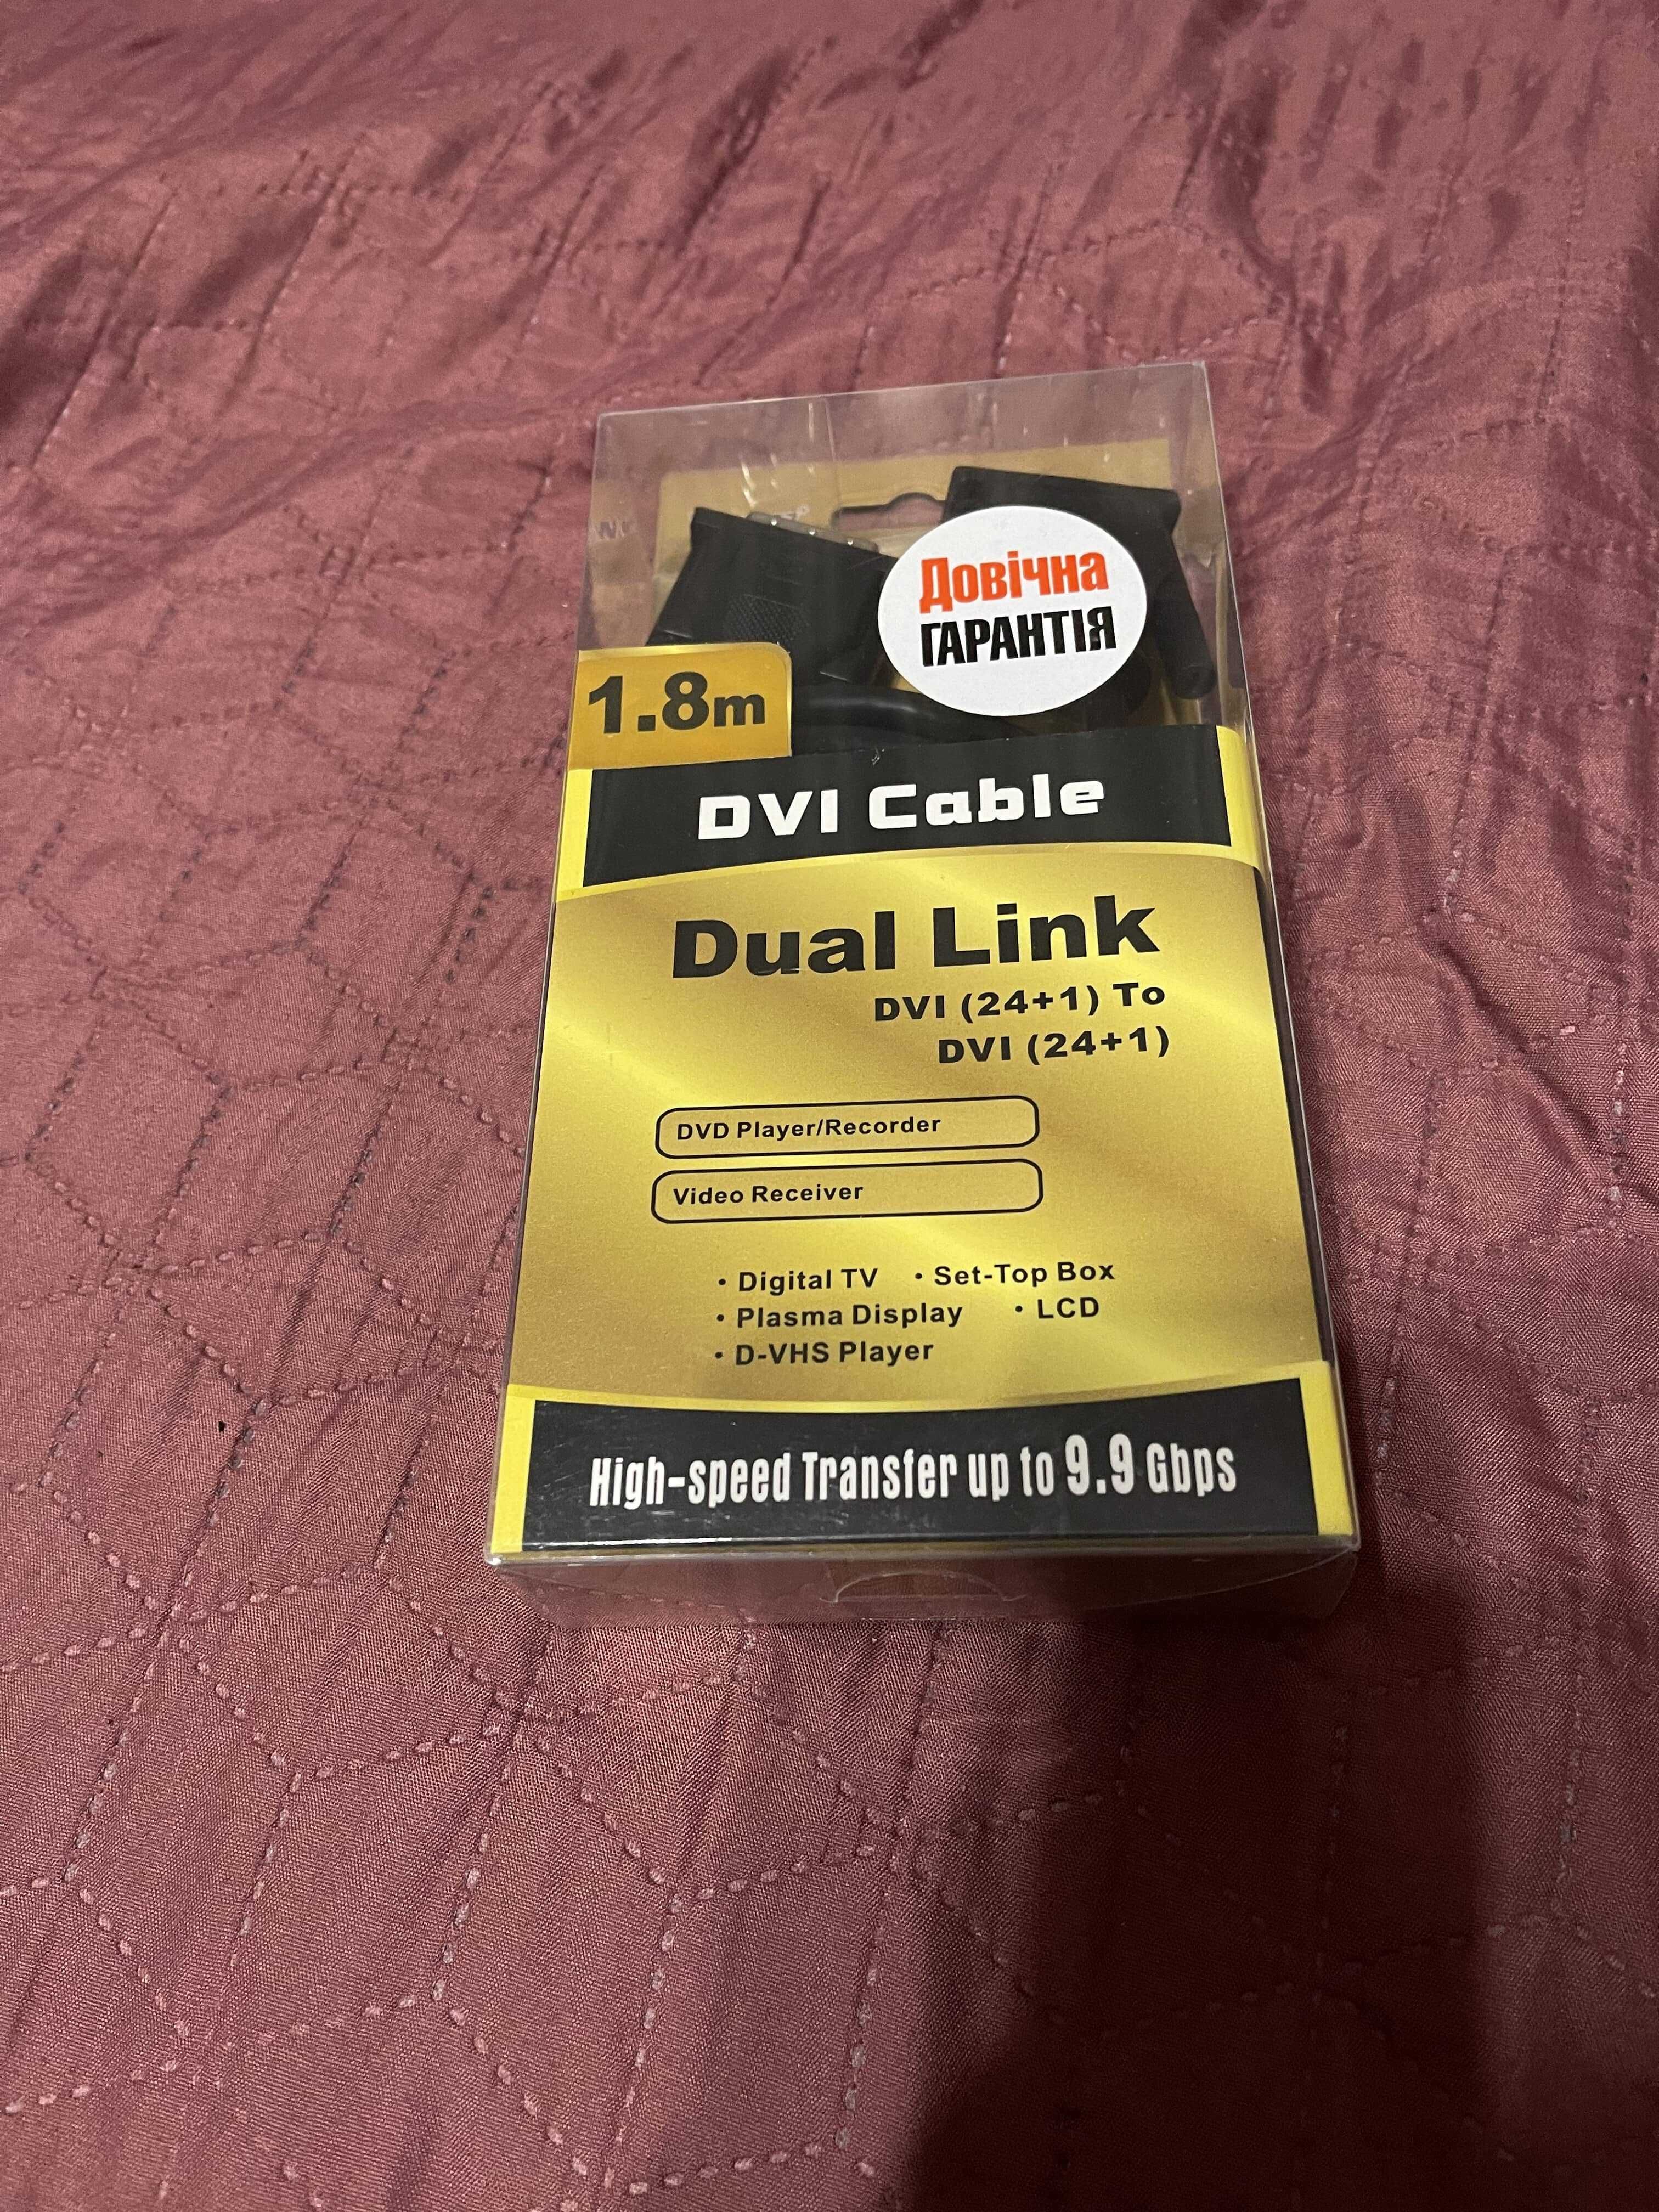 Довічна
ГАРАНТІЯ
1.8m
DVI Cable
Dual Link
DVI (24+1) To
DVI (24+1)
DVD Player/Recorder
Video Receiver
• Digital TV • Set-Top Box
• Plasma Display • LCD
• D-VHS Player
High-speed Transfer up to 9.9 Gbps